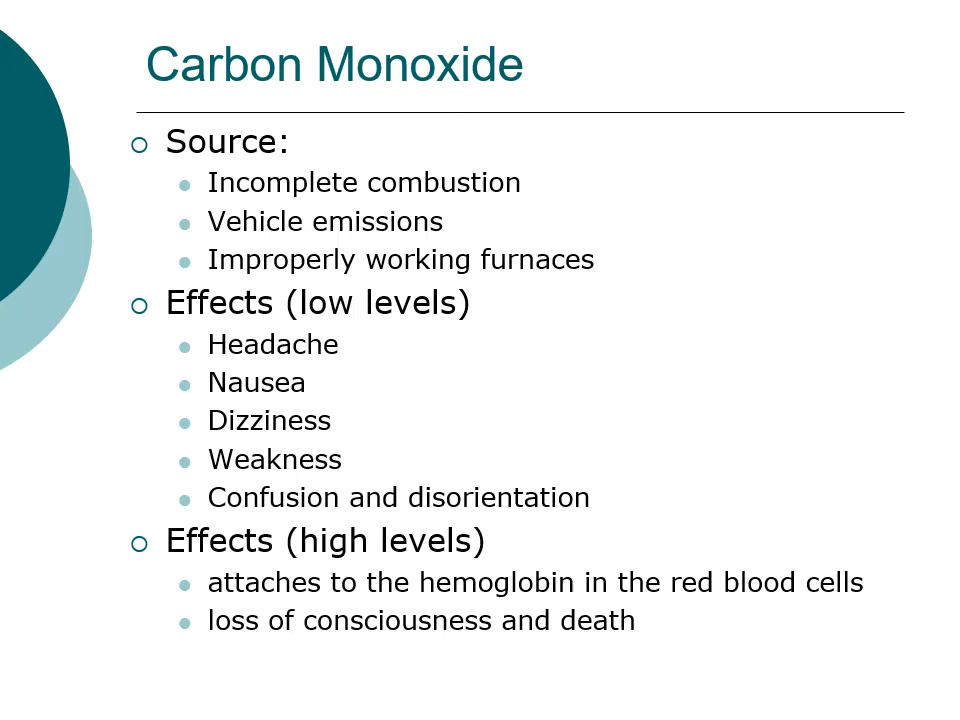 Carbon Monoxide
Source:
Incomplete combustion
Vehicle emissions
Improperly working furnaces
Effects (low levels)
Headache
Nausea
Dizziness
Weakness
Confusion and disorientation
Effects (high levels)
attaches to the hemoglobin in the red blood cells
loss of consciousness and death